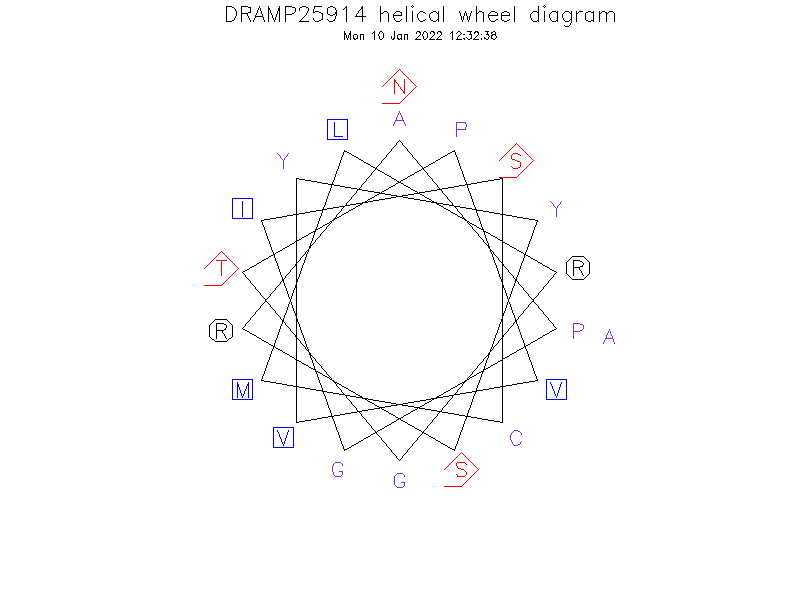 DRAMP25914 helical wheel diagram
Mon 10 Jan 2022 12:32:38
N
L A P
Y S
I Y
T R
R P A
M V
V C
G G S